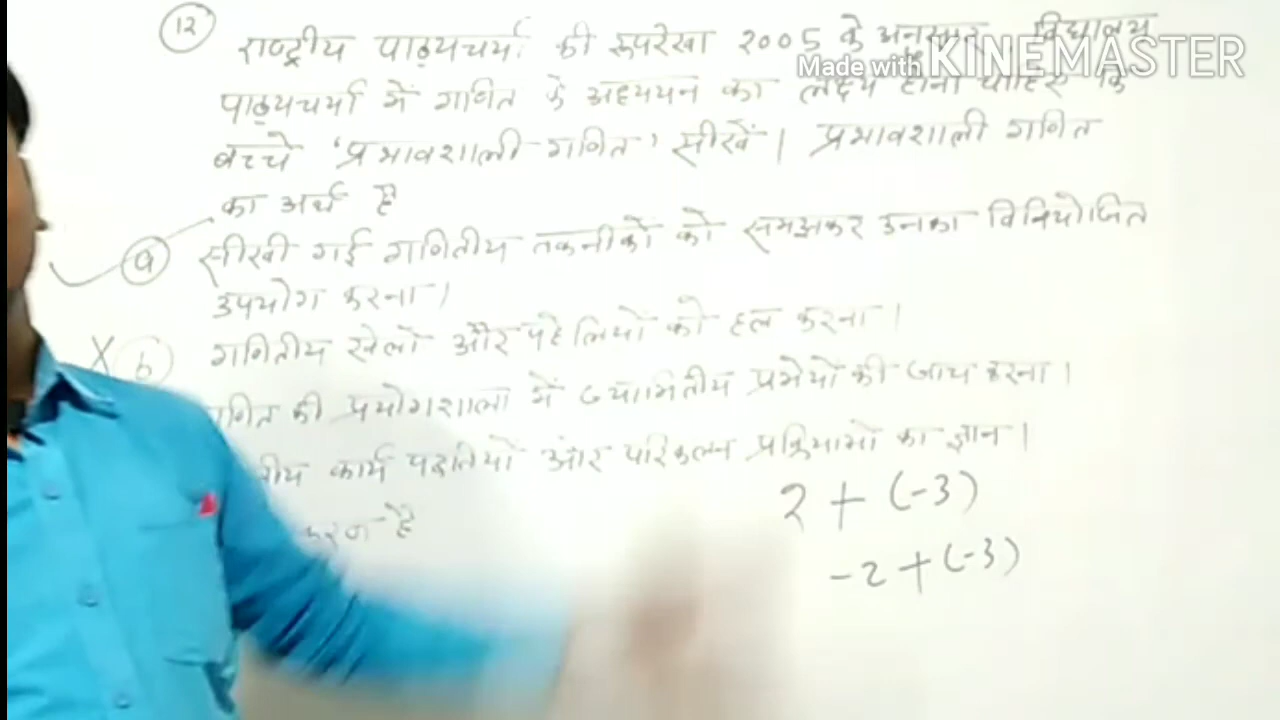 12 राष्ट्रीय पाठ्यचर्या की रूपरेखा 2005 के अनुसार, विद्यालय
Made with KINEMASTER
पाठ्यचर्या में गणित के अध्ययन का लक्ष्य होना चाहिए कि
बच्चे 'प्रभावशाली गणित' सीखें। प्रभावशाली गणित
का अर्थ है
a सीखी गई गणितीय तकनीकों को समझकर उनका विनियोजित
उपयोग करना।
X b गणितीय खेलों और पहेलियों को हल करना।
की प्रयोगशाला में ज्यामितीय प्रमेयों की जाच करना।
कार्य पद्धतियों और परिकलन प्रक्रियाओं का ज्ञान।
है
2 + (-3)
-2 + (-3)